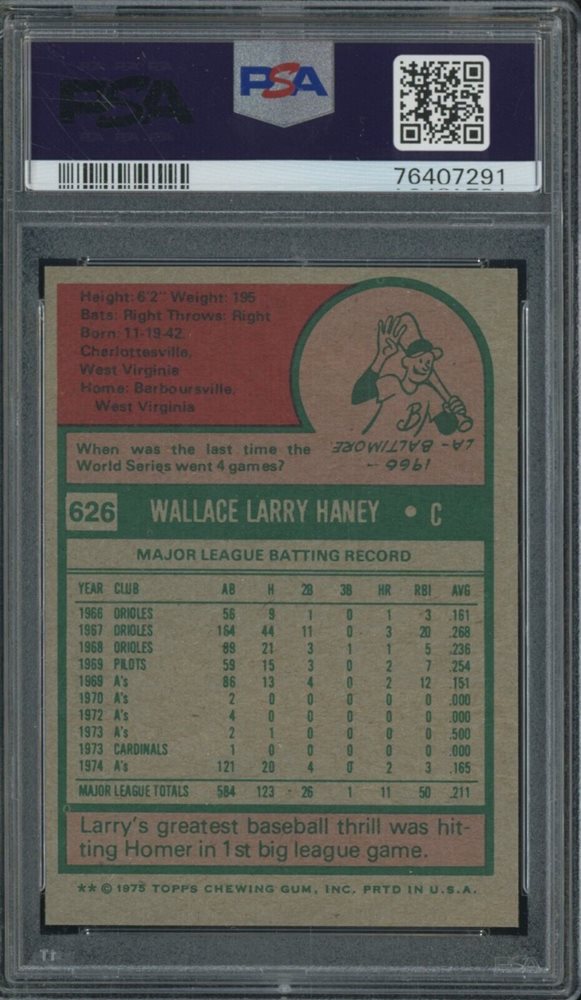 PSA
PSA
76407291
Height: 6'2" Weight: 195
Bats: Right Throws: Right
Born: 11-19-42,
Charlottesville,
West Virginia
Home: Barboursville,
West Virginia
When was the last time the
World Series went 4 games?
1966 -
LA - BALTIMORE
B
626 WALLACE LARRY HANEY • C
MAJOR LEAGUE BATTING RECORD
YEAR CLUB AB H 2B 3B HR RBI AVG
1966 ORIOLES 56 9 1 0 1 3 .161
1967 ORIOLES 164 44 11 0 3 20 .268
1968 ORIOLES 89 21 3 1 1 5 .236
1969 PILOTS 59 15 3 0 2 7 .254
1969 A's 86 13 4 0 2 12 .151
1970 A's 2 0 0 0 0 0 .000
1972 A's 4 0 0 0 0 0 .000
1973 A's 2 1 0 0 0 0 .500
1973 CARDINALS 1 0 0 0 0 0 .000
1974 A's 121 20 4 0 2 3 .165
MAJOR LEAGUE TOTALS 584 123 26 1 11 50 .211
Larry's greatest baseball thrill was hit-
ting Homer in 1st big league game.
** © 1975 TOPPS CHEWING GUM, INC. PRTD IN U.S.A.
PSA